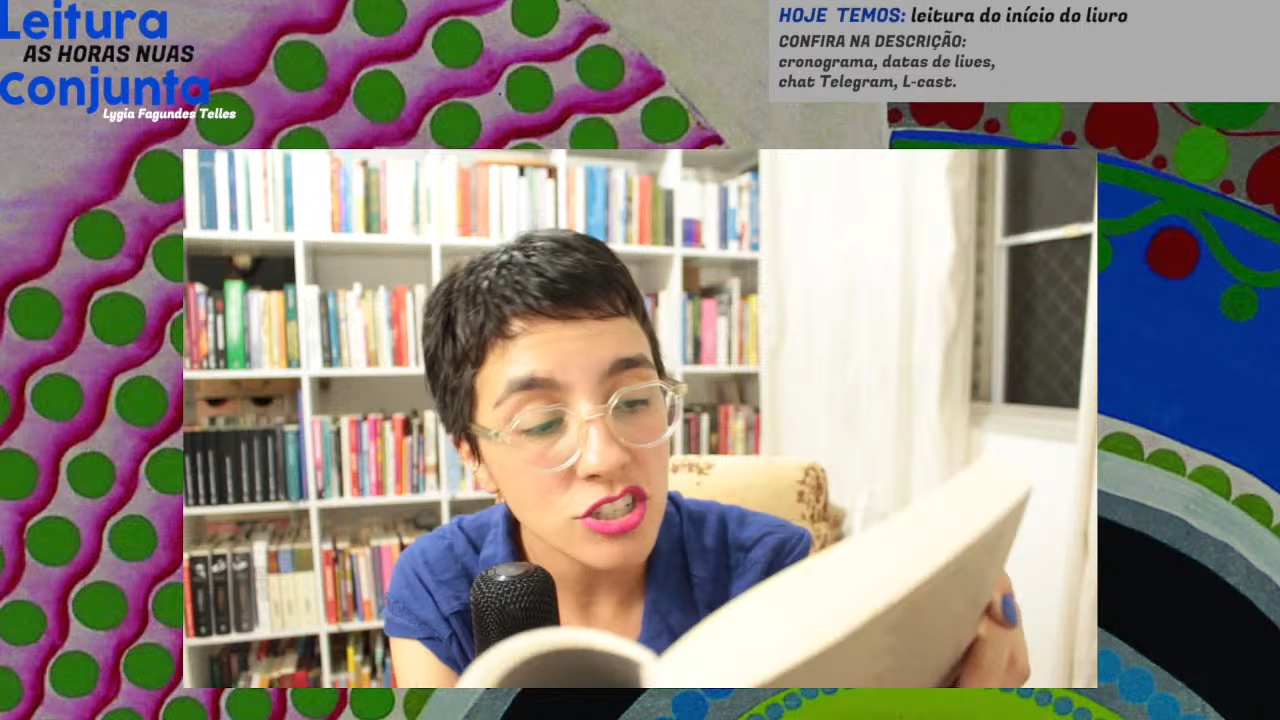 Leitura
AS HORAS NUAS
Conjunta
Lygia Fagundes Telles
HOJE TEMOS: leitura do início do livro
CONFIRA NA DESCRIÇÃO:
cronograma, datas de lives,
chat Telegram, L-cast.